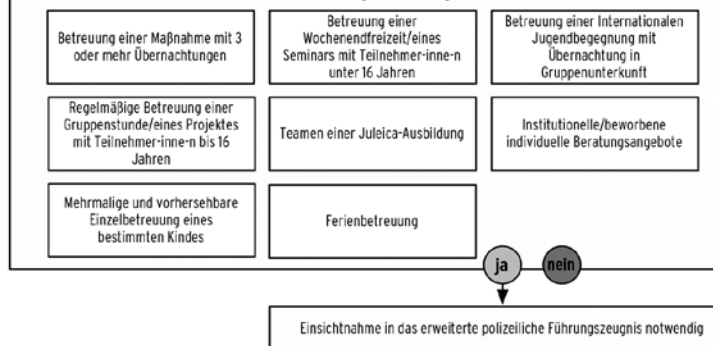 Betreuung einer Maßnahme mit 3
oder mehr Übernachtungen
Betreuung einer
Wochenendfreizeit/eines
Seminars mit Teilnehmer-inne-n
unter 16 Jahren
Betreuung einer Internationalen
Jugendbegegnung mit
Übernachtung in
Gruppenunterkunft
Regelmäßige Betreuung einer
Gruppenstunde/eines Projektes
mit Teilnehmer-inne-n bis 16
Jahren
Teamen einer Juleica-Ausbildung
Institutionelle/beworbene
individuelle Beratungsangebote
Mehrmalige und vorhersehbare
Einzelbetreuung eines
bestimmten Kindes
Ferienbetreuung
ja
nein
Einsichtnahme in das erweiterte polizeiliche Führungszeugnis notwendig